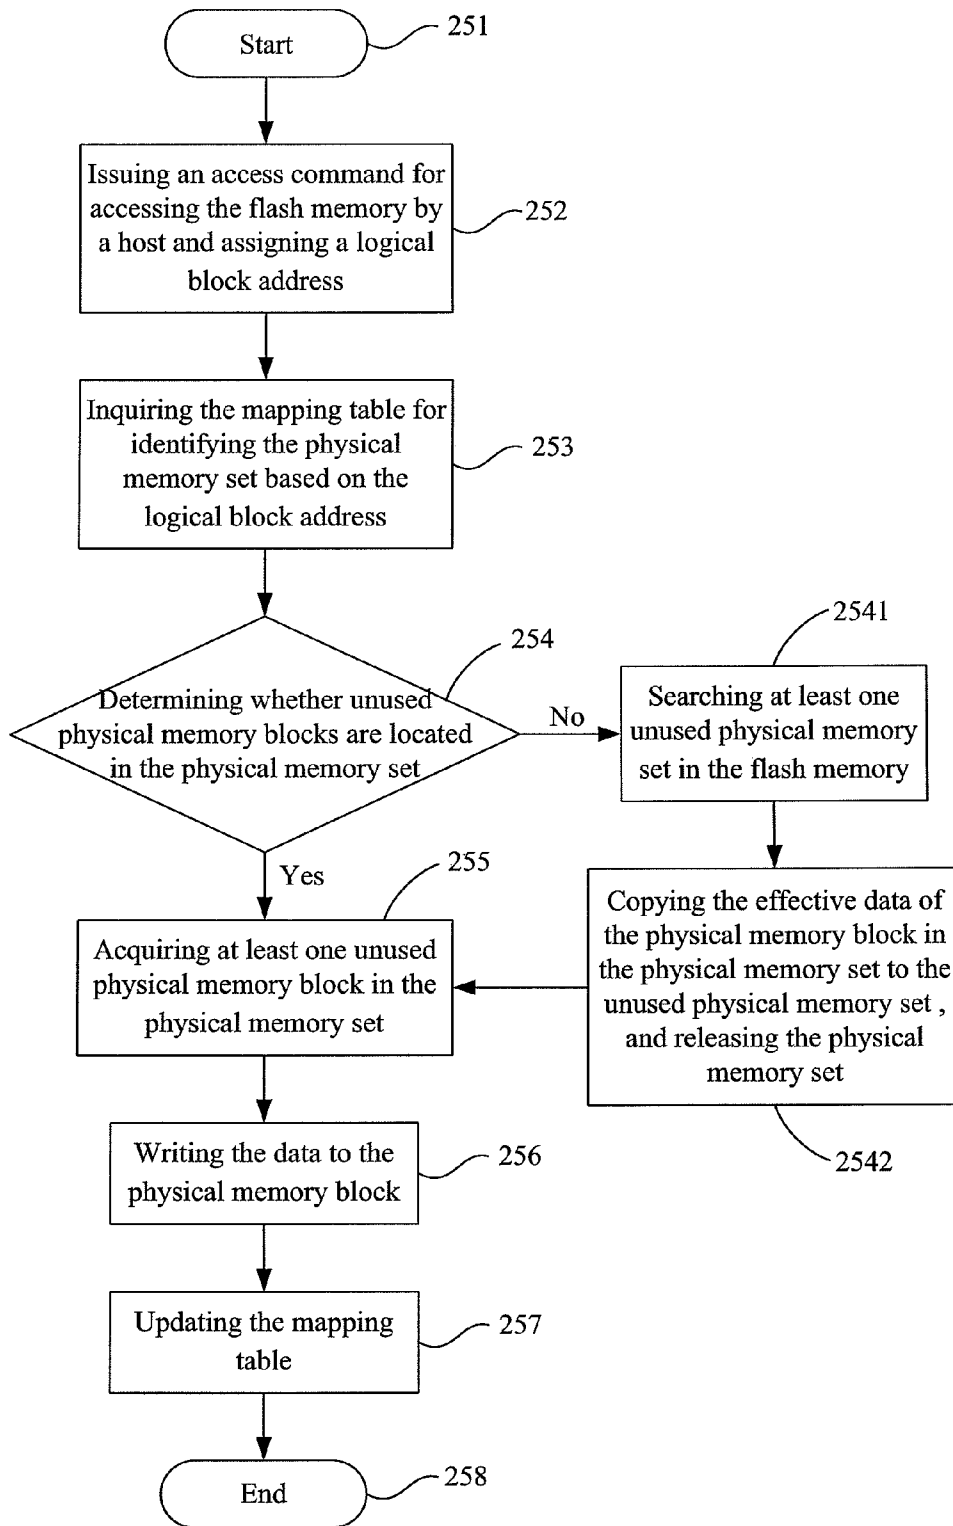 Start
251
Issuing an access command for
accessing the flash memory by
a host and assigning a logical
block address
252
Inquiring the mapping table for
identifying the physical
memory set based on the
logical block address
253
254
Determining whether unused
physical memory blocks are located
in the physical memory set
No
2541
Searching at least one
unused physical memory
set in the flash memory
Yes
255
Acquiring at least one unused
physical memory block in the
physical memory set
Copying the effective data of
the physical memory block in
the physical memory set to the
unused physical memory set ,
and releasing the physical
memory set
2542
Writing the data to the
physical memory block
256
Updating the mapping
table
257
End
258